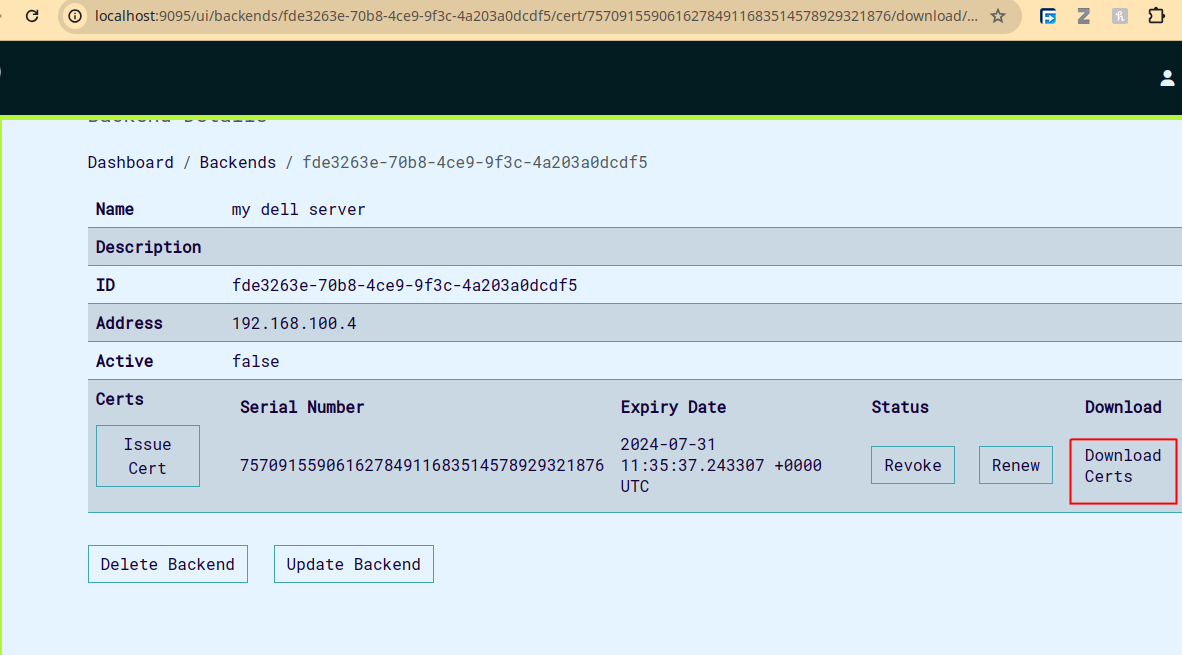 localhost:9095/ui/backends/fde3263e-70b8-4ce9-9f3c-4a203a0dcdf5/cert/75709155906162784911683514578929321876/download/...
Backend Details
Dashboard / Backends / fde3263e-70b8-4ce9-9f3c-4a203a0dcdf5
Name my dell server
Description
ID fde3263e-70b8-4ce9-9f3c-4a203a0dcdf5
Address 192.168.100.4
Active false
Certs
Serial Number Expiry Date Status Download
Issue
Cert
75709155906162784911683514578929321876
2024-07-31
11:35:37.243307 +0000
UTC
Revoke
Renew
Download
Certs
Delete Backend
Update Backend